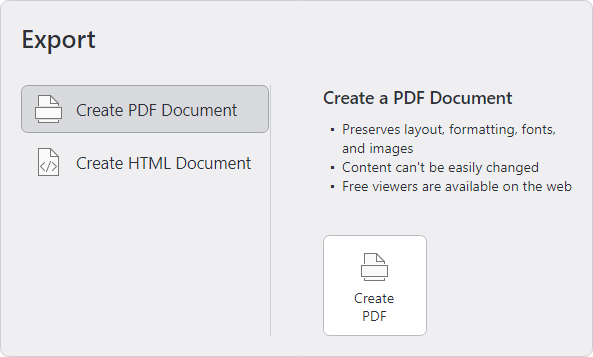 Export
Create PDF Document
Create HTML Document
Create a PDF Document
▪ Preserves layout, formatting, fonts,
and images
▪ Content can't be easily changed
▪ Free viewers are available on the web
Create
PDF